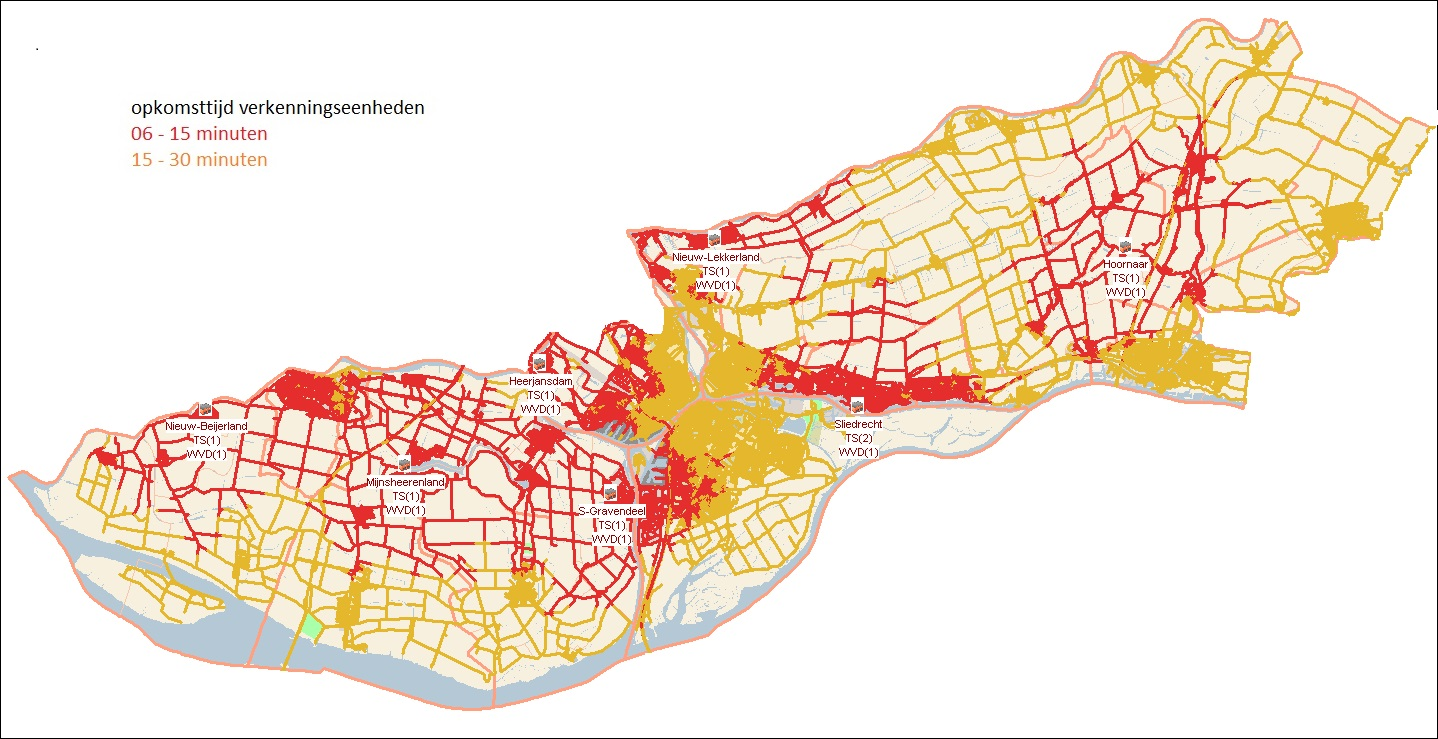 opkomsttijd verkenningseenheden
06 - 15 minuten
15 - 30 minuten
Nieuw-Lekkerland
TS(1)
WVD(1)
Hoornaar
TS(1)
WVD(1)
Heerjansdam
TS(1)
WVD(1)
Nieuw-Beijerland
TS(1)
WVD(1)
Sliedrecht
TS(2)
WVD(1)
Mijnsheerenland
TS(1)
WVD(1)
S-Gravendeel
TS(1)
WVD(1)